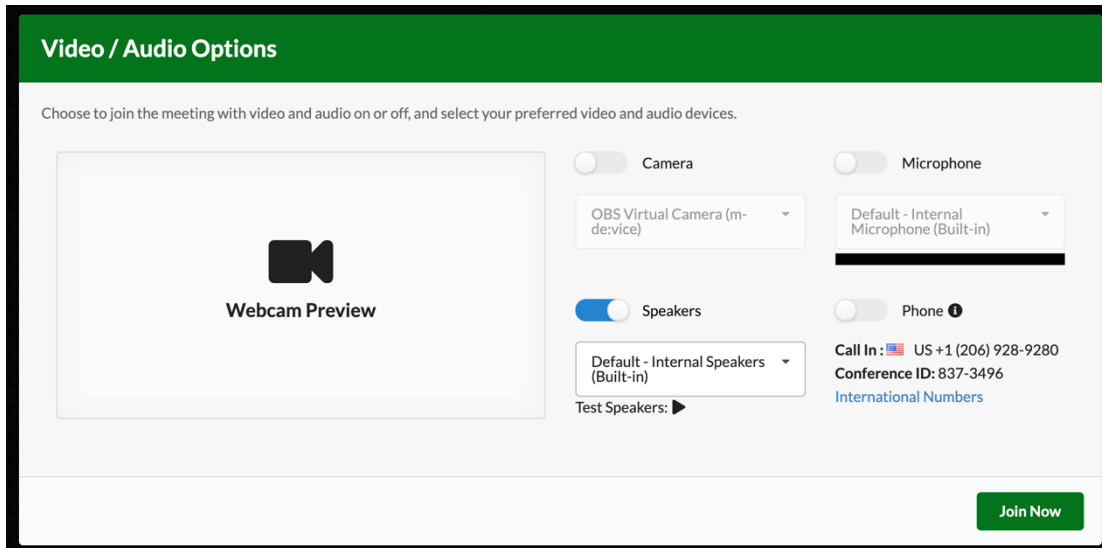 Video / Audio Options
Choose to join the meeting with video and audio on or off, and select your preferred video and audio devices.
Webcam Preview
Camera
Microphone
OBS Virtual Camera (m-
de:vice)
Default - Internal
Microphone (Built-in)
Speakers
Phone
Default - Internal Speakers
(Built-in)
Test Speakers:
Call In : US +1 (206) 928-9280
Conference ID: 837-3496
International Numbers
Join Now